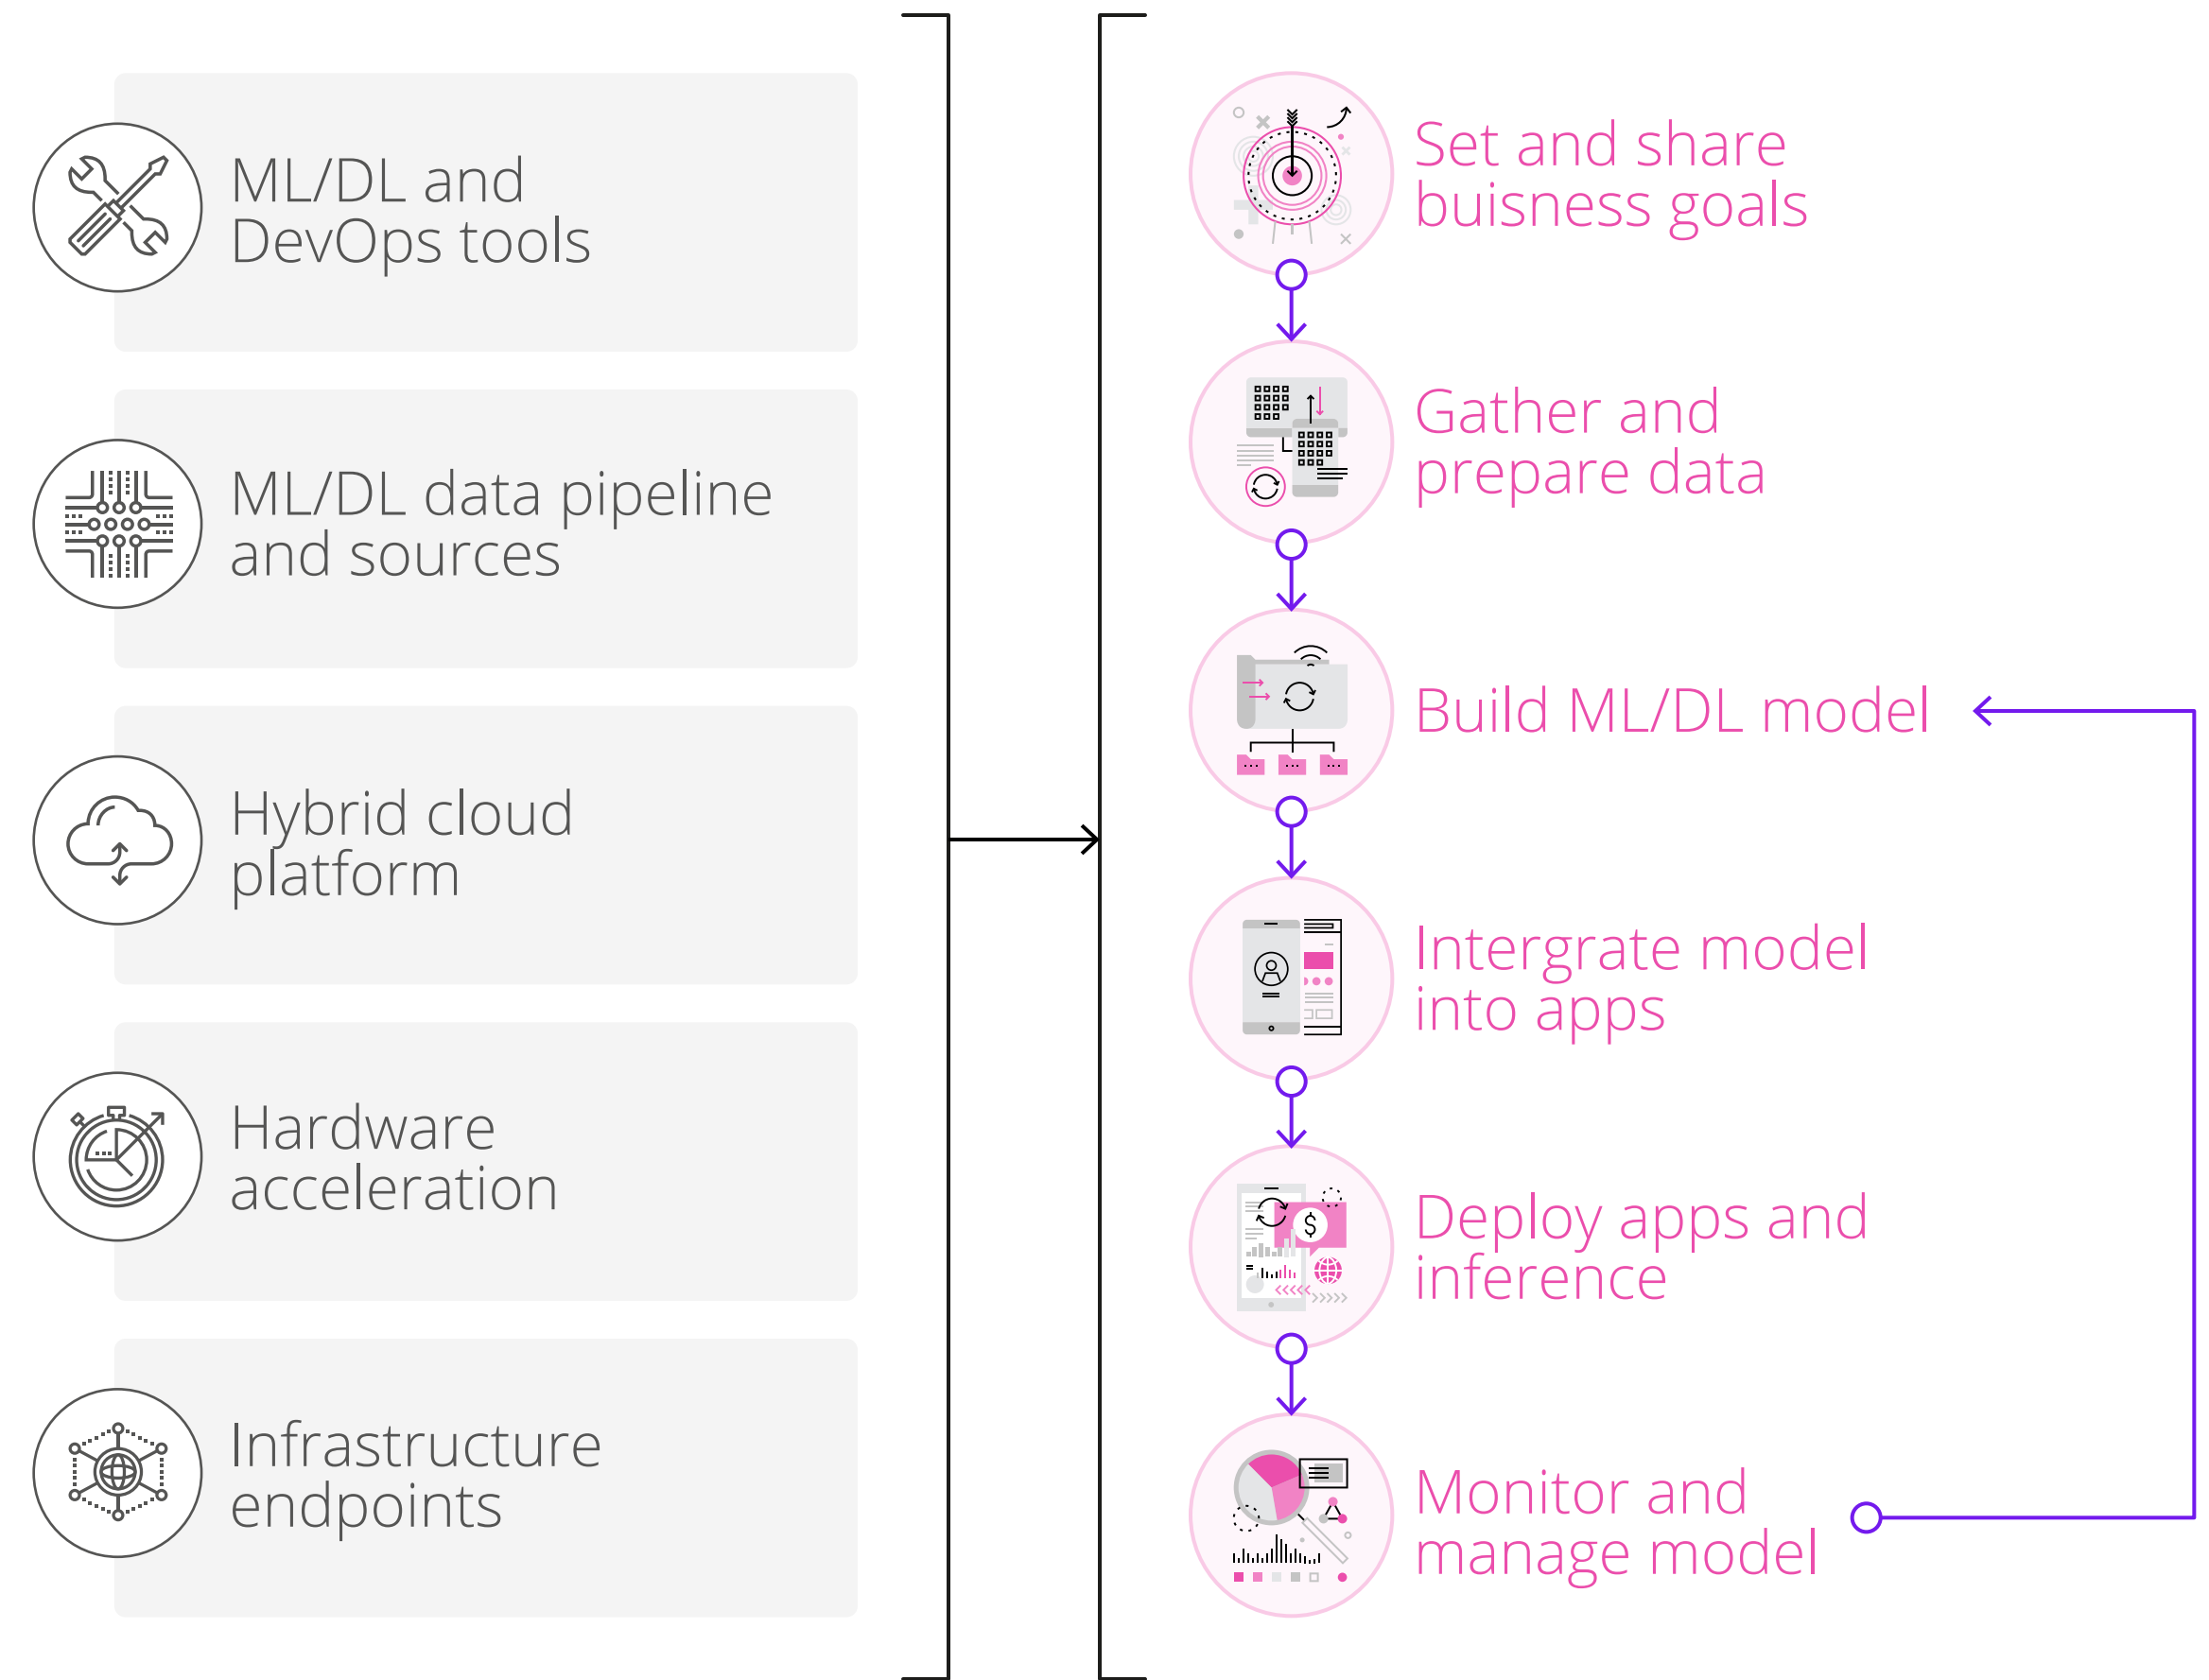 ML/DL and
DevOps tools
ML/DL data pipeline
and sources
Hybrid cloud
platform
Hardware
acceleration
Infrastructure
endpoints
Set and share
buisness goals
Gather and
prepare data
Build ML/DL model
Intergrate model
into apps
Deploy apps and
inference
$
Monitor and
manage model